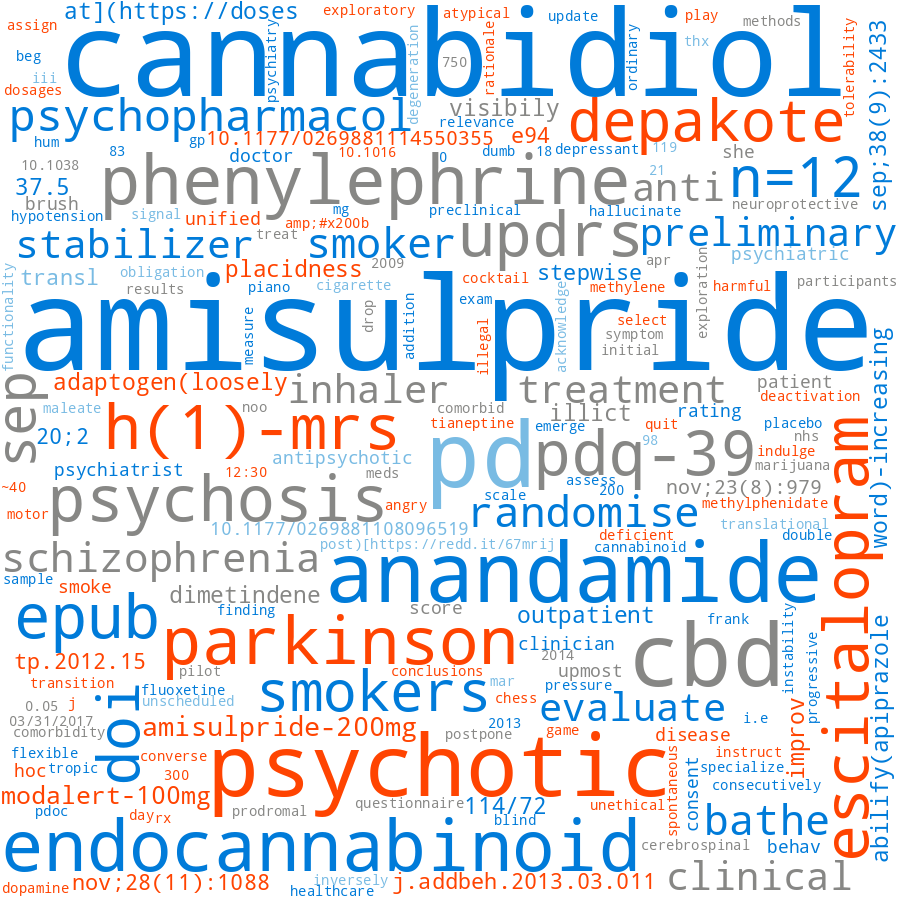 at](https://doses
exploratory
atypical
update
play
methods
assign
cannabidiol
psychiatry
degeneration
rationale
ordinary
thx
tolerability
sep;38(9):2433
beg
iii
dosages
750
psychopharmacol
visibily
depakote
relevance
10.1177/0269881114550355
e94
hum
83
gp
10.1016
0
dumb
18
depressant
119
she
10.1038
doctor
phenylephrine
21
anti
n=12
37.5
brush
neuroprotective
hypotension
signal
unified
mg
amp;#x200b
preclinical
hallucinate
updrs
preliminary
stabilizer
treat
smoker
psychiatric
transl
obligation
placidness
2009
apr
stepwise
cocktail
functionality
results
piano
cigarette
methylene
harmful
participants
exploration
amisulpride
measure
drop
addition
exam
illegal
acknowledge
select
symptom
initial
word)-increasing
sep
adaptogen(loosely
inhaler
treatment
patient
deactivation
maleate
noo
comorbid
illict
rating
20;2
h(1)-mrs
tianeptine
emerge
quit
placebo
98
nhs
pd
pdq-39
indulge
marijuana
psychiatrist
12:30
antipsychotic
meds
assess
~40
psychosis
angry
scale
200
nov;23(8):979
escitalopram
motor
10.1177/0269881108096519
randomise
methylphenidate
translational
deficient
double
schizophrenia
post)[https://redd.it/67mrij
cannabinoid
anandamide
sample
smoke
dimetindene
score
epub
finding
outpatient
frank
instability
abilify(apiprazole
parkinson
clinician
cbd
progressive
tp.2012.15
pilot
conclusions
2014
upmost
transition
fluoxetine
smokers
mar
pressure
0.05
j
unscheduled
chess
evaluate
03/31/2017
doi
amisulpride-200mg
2013
i.e
improv
comorbidity
postpone
game
disease
flexible
converse
psychotic
spontaneous
instruct
hoc
tropic
300
consent
specialize
consecutively
modalert-100mg
prodromal
questionnaire
114/72
unethical
pdoc
day
rx
blind
bathe
endocannabinoid
cerebrospinal
behav
dopamine
nov;28(11):1088
inversely
healthcare
j.addbeh.2013.03.011
clinical